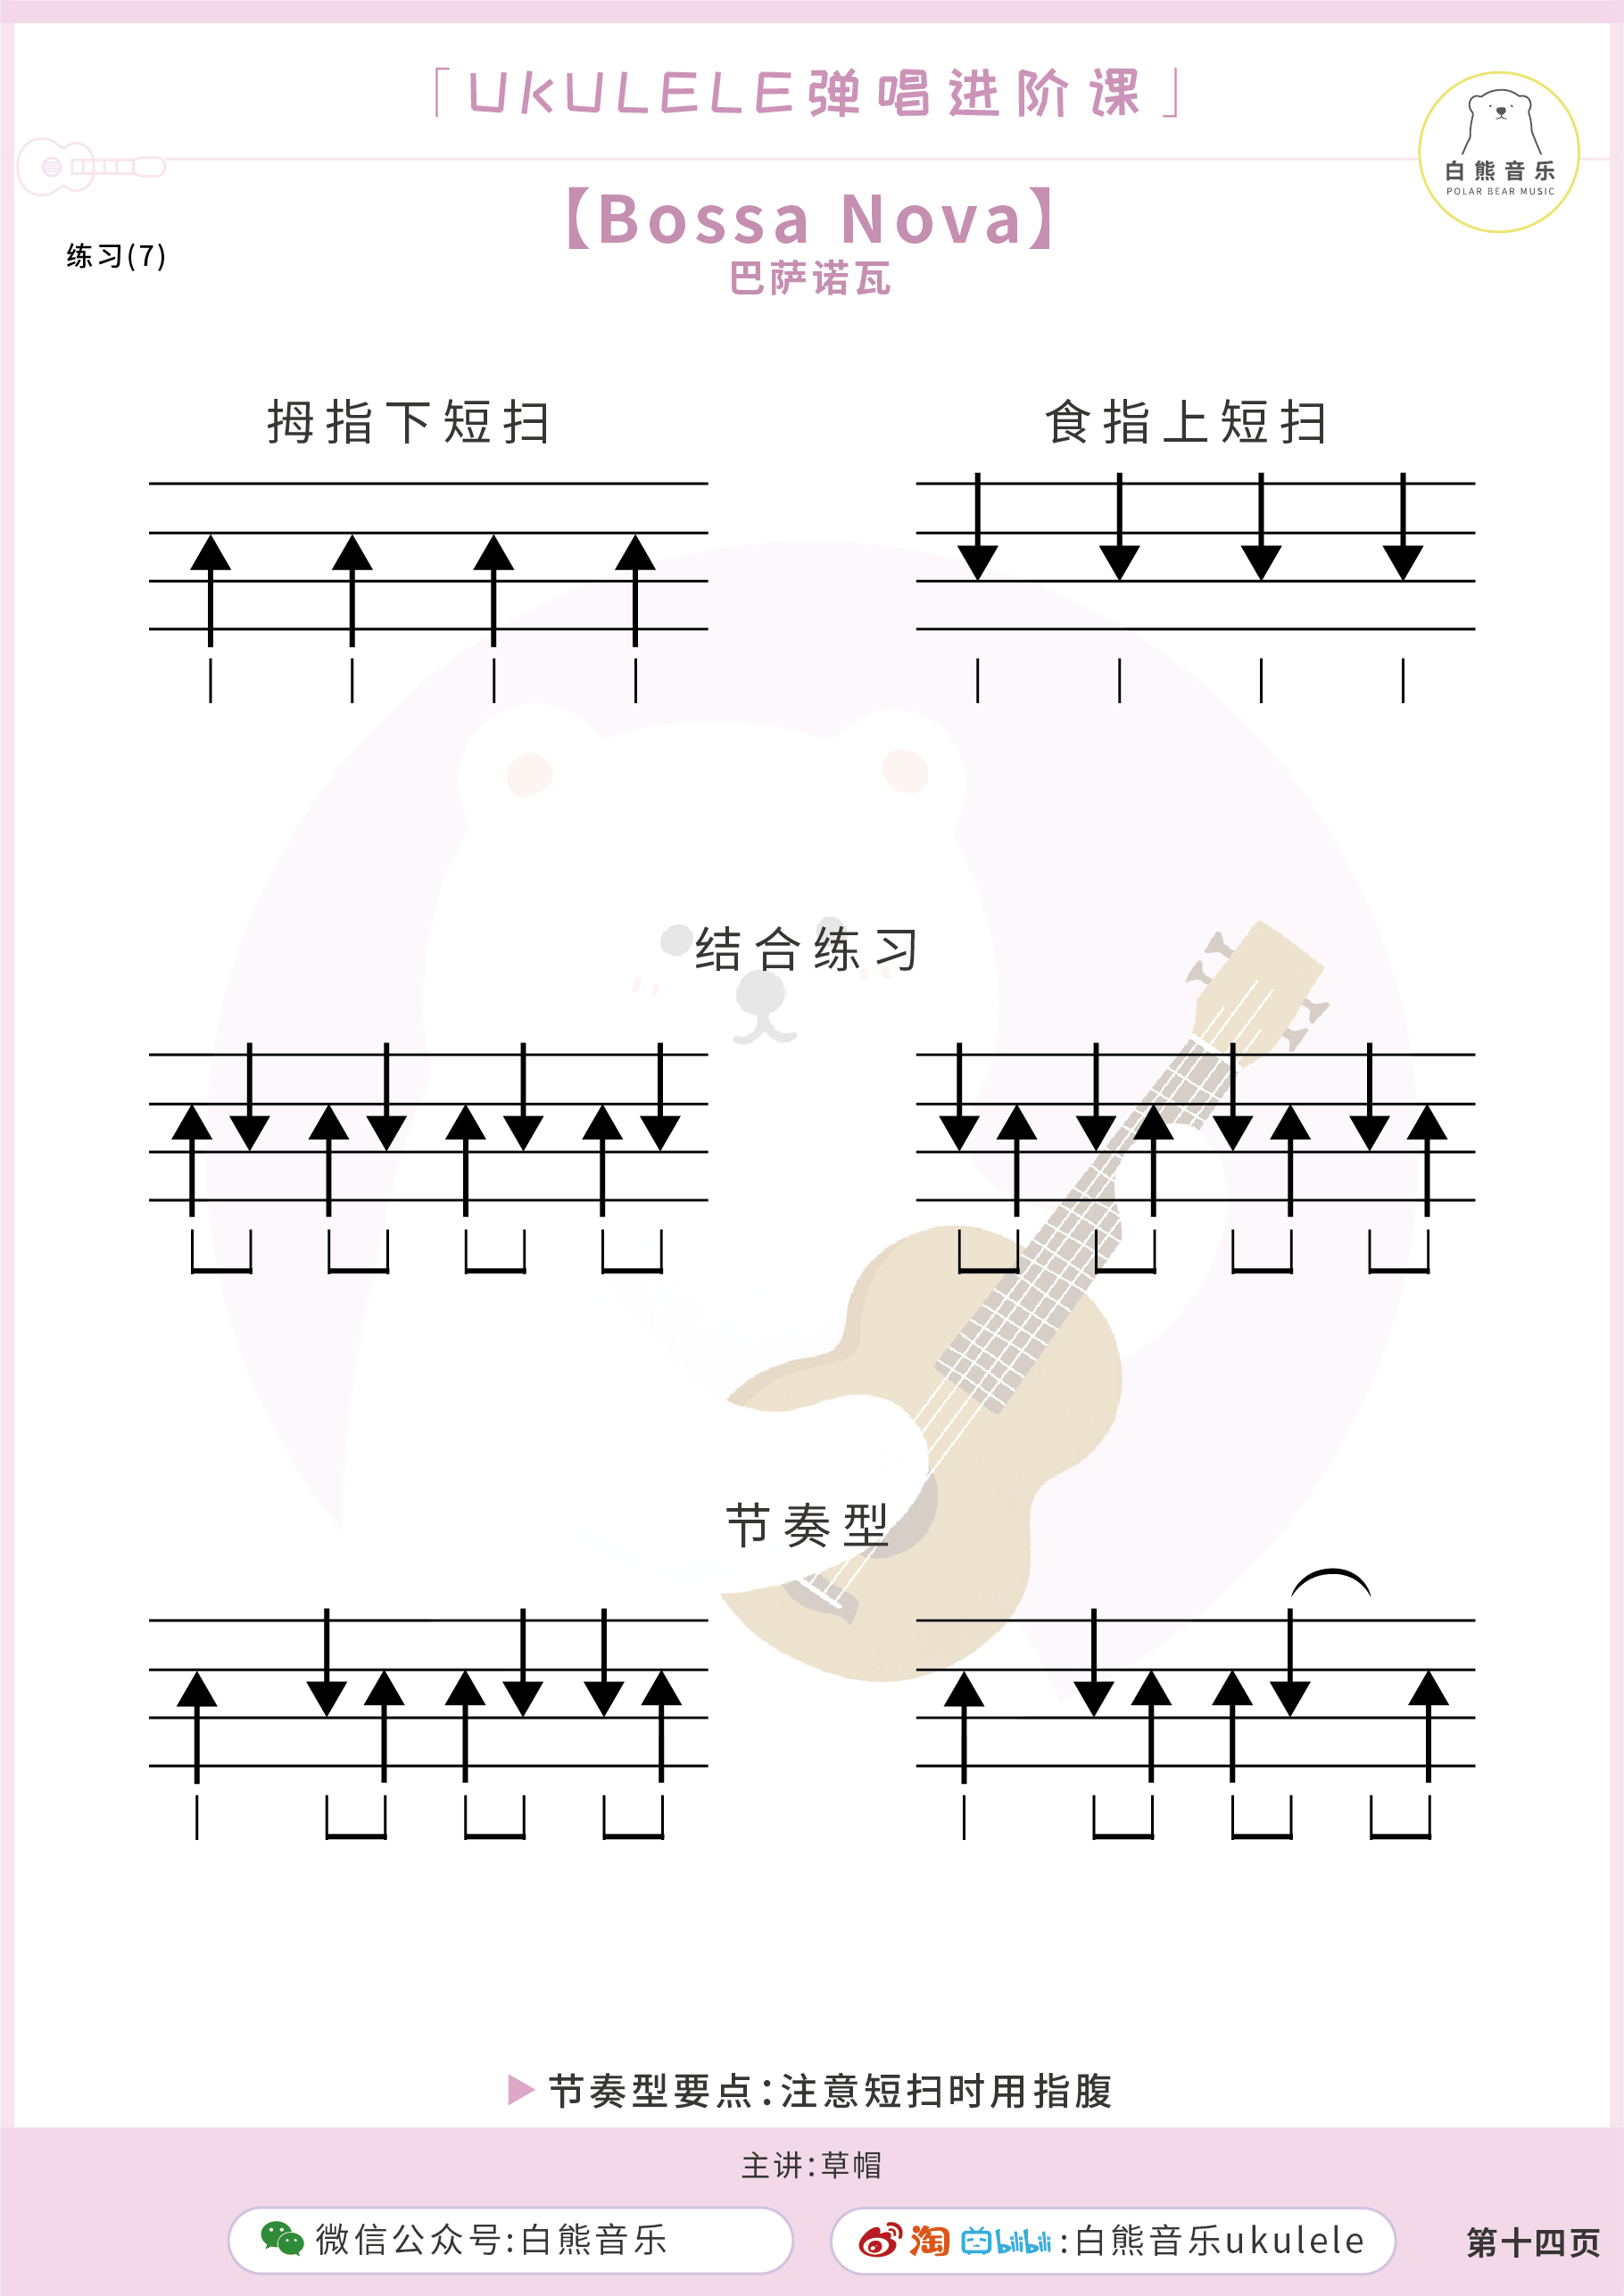 「UKULELE弹唱进阶课」
白熊音乐
POLAR BEAR MUSIC
【Bossa Nova】
练习(7)
巴萨诺瓦
拇指下短扫
食指上短扫
结合练习
节奏型
节奏型要点:注意短扫时用指腹
主讲:草帽
微信公众号:白熊音乐
淘 bilibili :白熊音乐ukulele
第十四页